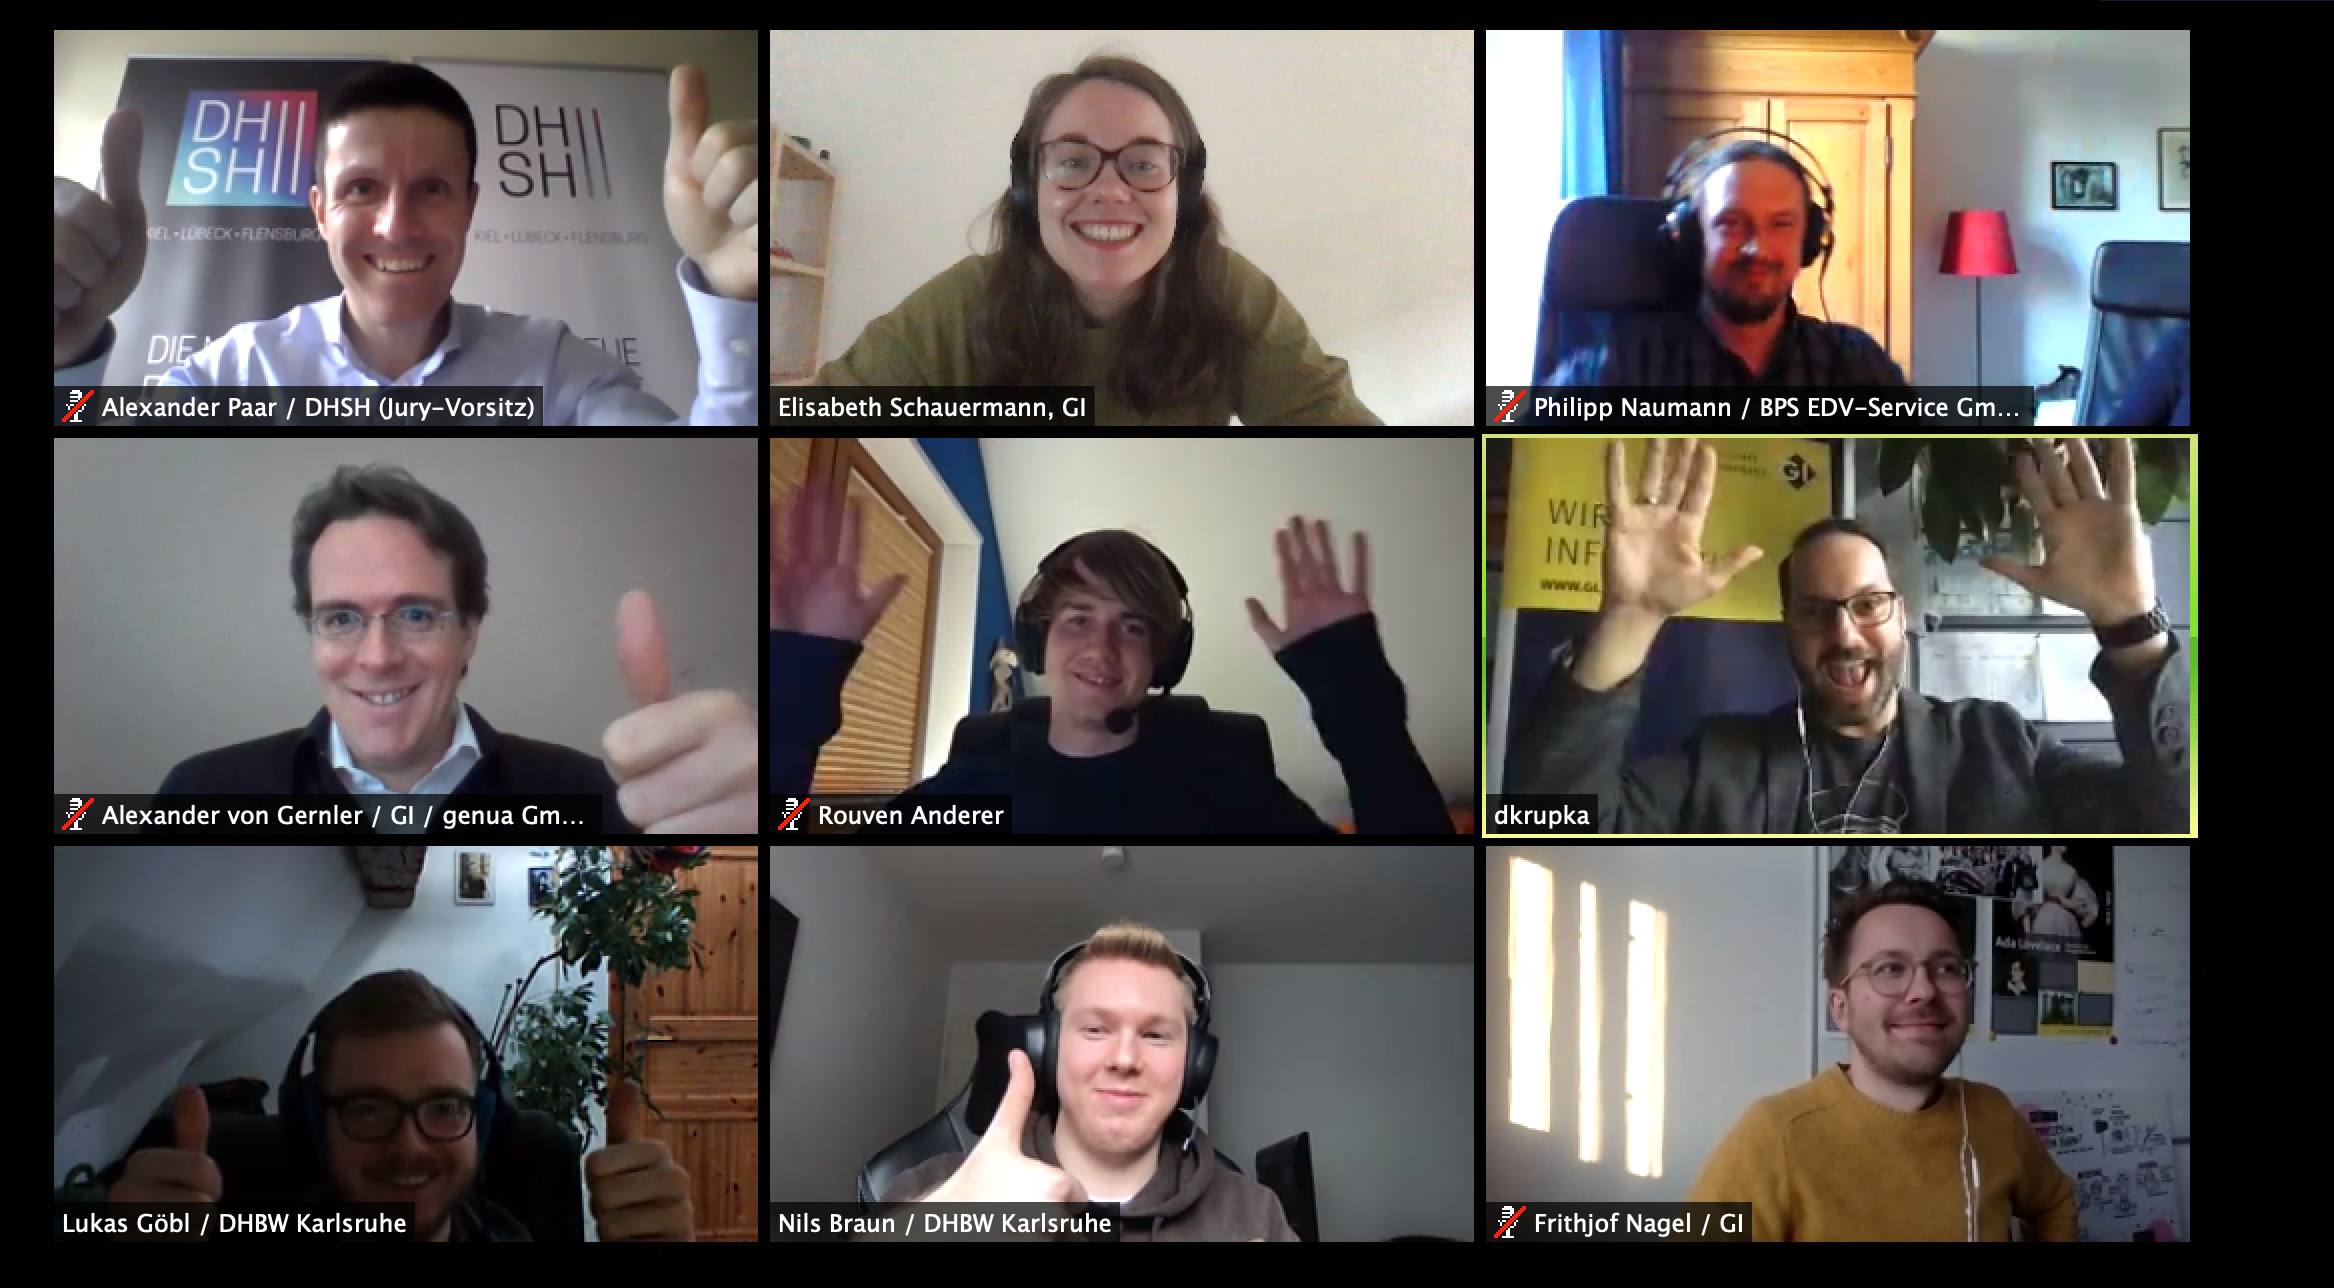 DH
SH
KIEL • LÜBECK • FLENSBURG
DIE
DH
SH
KIEL • LÜBECK • FLENSBURG
Alexander Paar / DHSH (Jury-Vorsitz)
Elisabeth Schauermann, GI
Philipp Naumann / BPS EDV-Service Gm...
Alexander von Gernler / GI / genua Gm...
Rouven Anderer
GI
WIR
INF
WWW.GI.
dkrupka
Lukas Göbl / DHBW Karlsruhe
Nils Braun / DHBW Karlsruhe
Ada Lovelace
Frithjof Nagel / GI